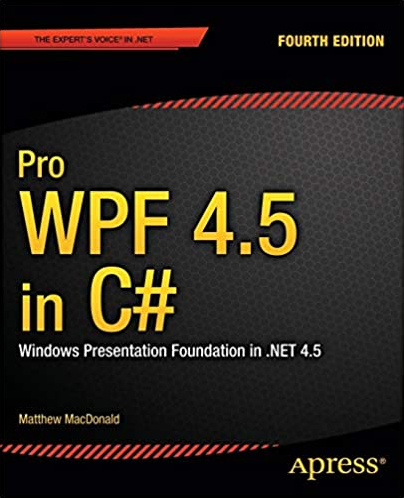 THE EXPERT'S VOICE® IN .NET
FOURTH EDITION
Pro
WPF 4.5
in C#
Windows Presentation Foundation in .NET 4.5
Matthew MacDonald
Apress®